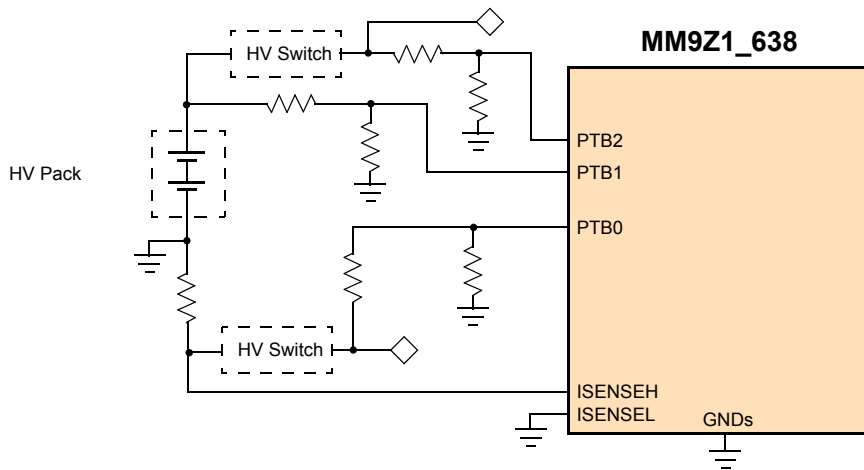 MM9Z1_638
HV Switch
PTB2
HV Pack
PTB1
PTB0
HV Switch
ISENSEH
ISENSEL
GNDs